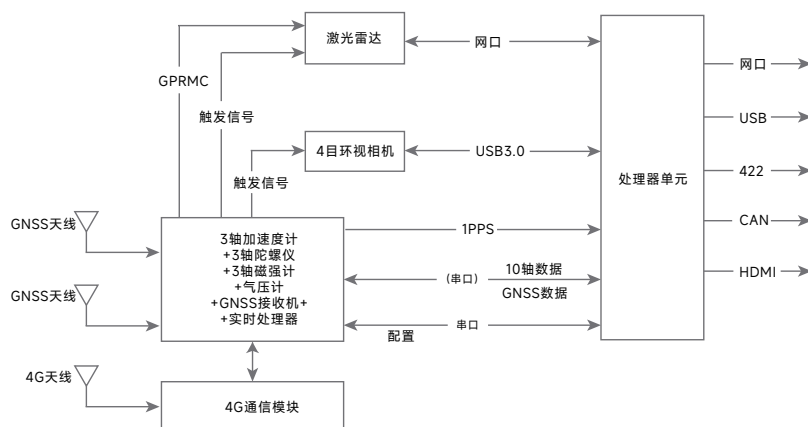 激光雷达
网口
GPRMC
触发信号
4目环视相机
USB3.0
触发信号
处理器单元
网口
USB
422
CAN
HDMI
GNSS天线
GNSS天线
3轴加速度计
+3轴陀螺仪
+3轴磁强计
+气压计
+GNSS接收机+
+实时处理器
1PPS
(串口)
10轴数据
GNSS数据
串口
配置
4G天线
4G通信模块